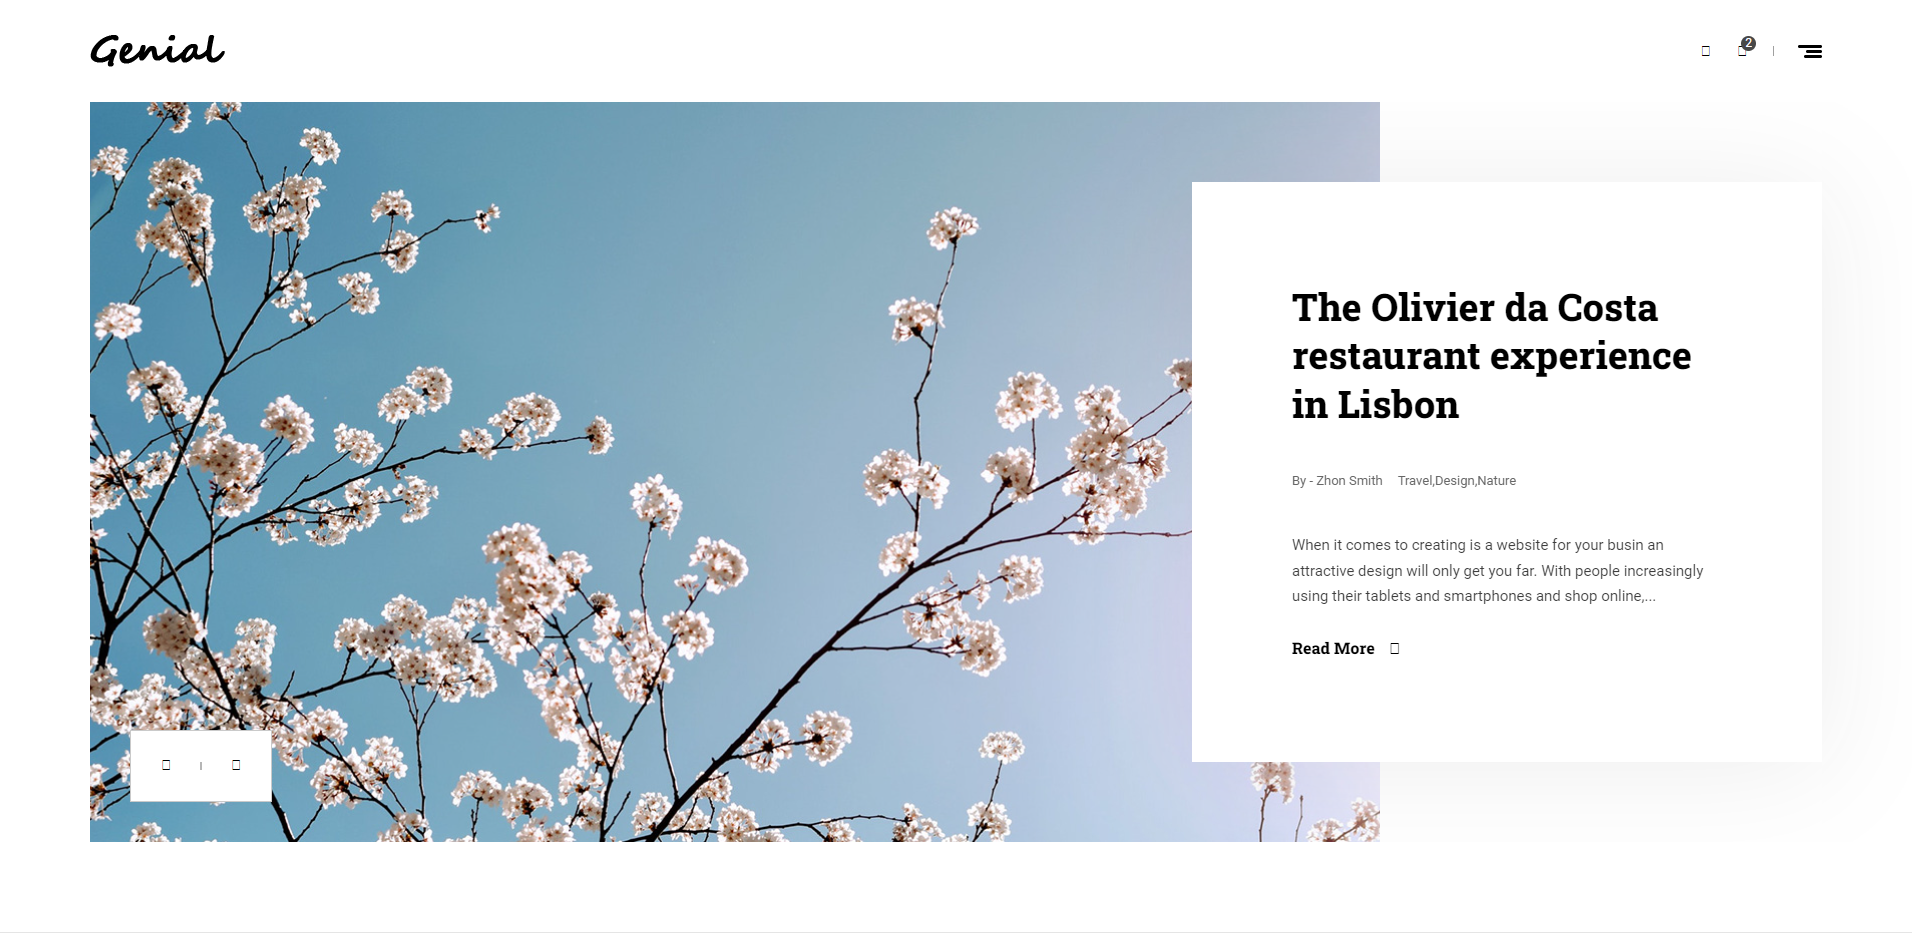 Genial
2
The Olivier da Costa
restaurant experience
in Lisbon
By - Zhon Smith Travel,Design,Nature
When it comes to creating is a website for your busin an
attractive design will only get you far. With people increasingly
using their tablets and smartphones and shop online,...
Read More